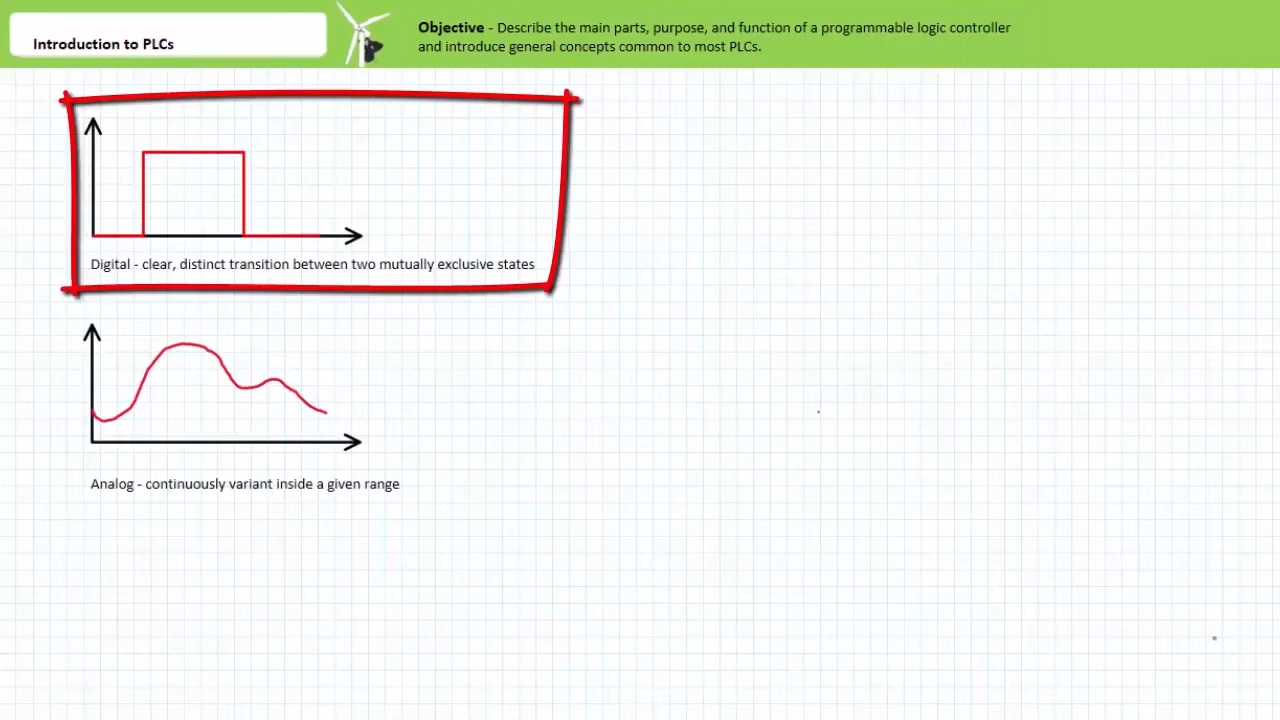 Introduction to PLCs
Objective - Describe the main parts, purpose, and function of a programmable logic controller
and introduce general concepts common to most PLCs.
Digital - clear, distinct transition between two mutually exclusive states
Analog - continuously variant inside a given range